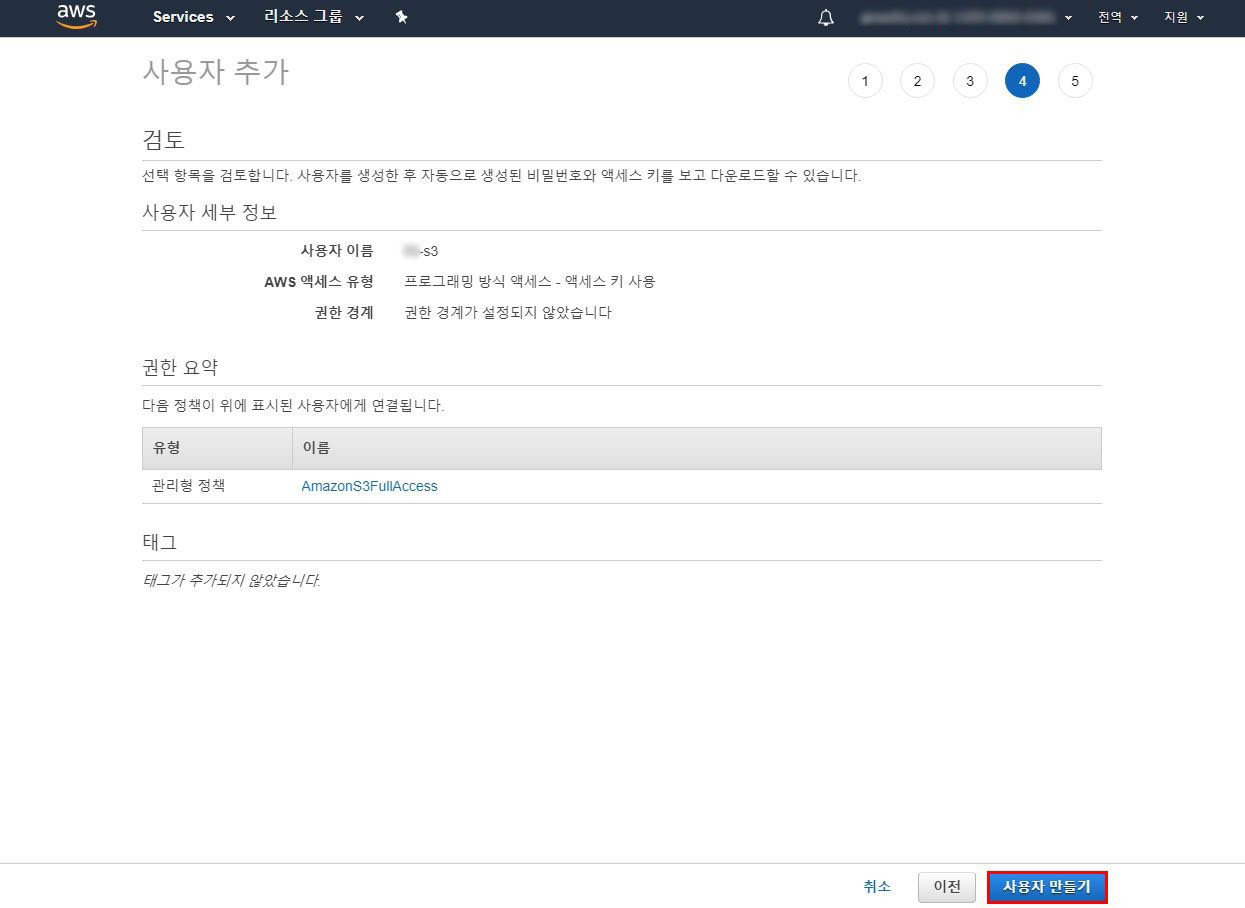 aws Services 리소스 그룹 전역 지원
사용자 추가
1 2 3 4 5
검토
선택 항목을 검토합니다. 사용자를 생성한 후 자동으로 생성된 비밀번호와 액세스 키를 보고 다운로드할 수 있습니다.
사용자 세부 정보
사용자 이름 -s3
AWS 액세스 유형 프로그래밍 방식 액세스 - 액세스 키 사용
권한 경계 권한 경계가 설정되지 않았습니다
권한 요약
다음 정책이 위에 표시된 사용자에게 연결됩니다.
유형 이름
관리형 정책 AmazonS3FullAccess
태그
태그가 추가되지 않았습니다.
취소 이전 사용자 만들기